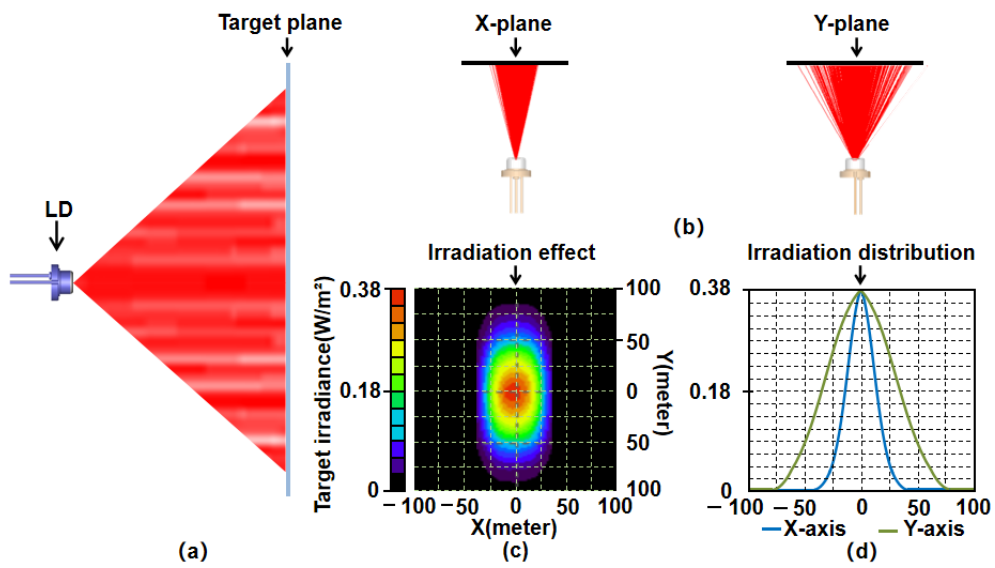 Target plane
LD
(a)
X-plane
Y-plane
(b)
Irradiation effect
Target irradiance(W/m²)
0.38
0.18
0
100
50
0
50
100
Y(meter)
−100
−50
0
50
100
X(meter)
(c)
Irradiation distribution
0.38
0.18
0
−100
−50
0
50
100
X-axis
Y-axis
(d)